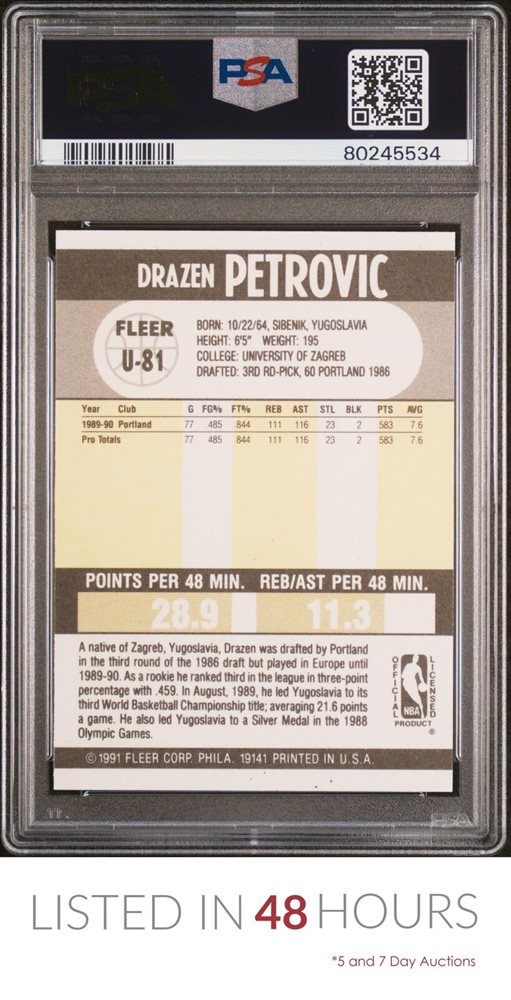 PSA
PSA
80245534
DRAZEN PETROVIC
FLEER
U-81
BORN: 10/22/64, SIBENIK, YUGOSLAVIA
HEIGHT: 6'5" WEIGHT: 195
COLLEGE: UNIVERSITY OF ZAGREB
DRAFTED: 3RD RD-PICK, 60 PORTLAND 1986
Year Club G FG% FT% REB AST STL BLK PTS AVG
1989-90 Portland 77 485 844 111 116 23 2 583 7.6
Pro Totals 77 485 844 111 116 23 2 583 7.6
POINTS PER 48 MIN. REB/AST PER 48 MIN.
28.9 11.3
A native of Zagreb, Yugoslavia, Drazen was drafted by Portland
in the third round of the 1986 draft but played in Europe until
1989-90. As a rookie he ranked third in the league in three-point
percentage with .459. In August, 1989, he led Yugoslavia to its
third World Basketball Championship title; averaging 21.6 points
a game. He also led Yugoslavia to a Silver Medal in the 1988
Olympic Games.
OFFICIAL
LICENSED
NBA
PRODUCT
®
© 1991 FLEER CORP. PHILA. 19141 PRINTED IN U.S.A.
PSA
LISTED IN 48 HOURS
*5 and 7 Day Auctions